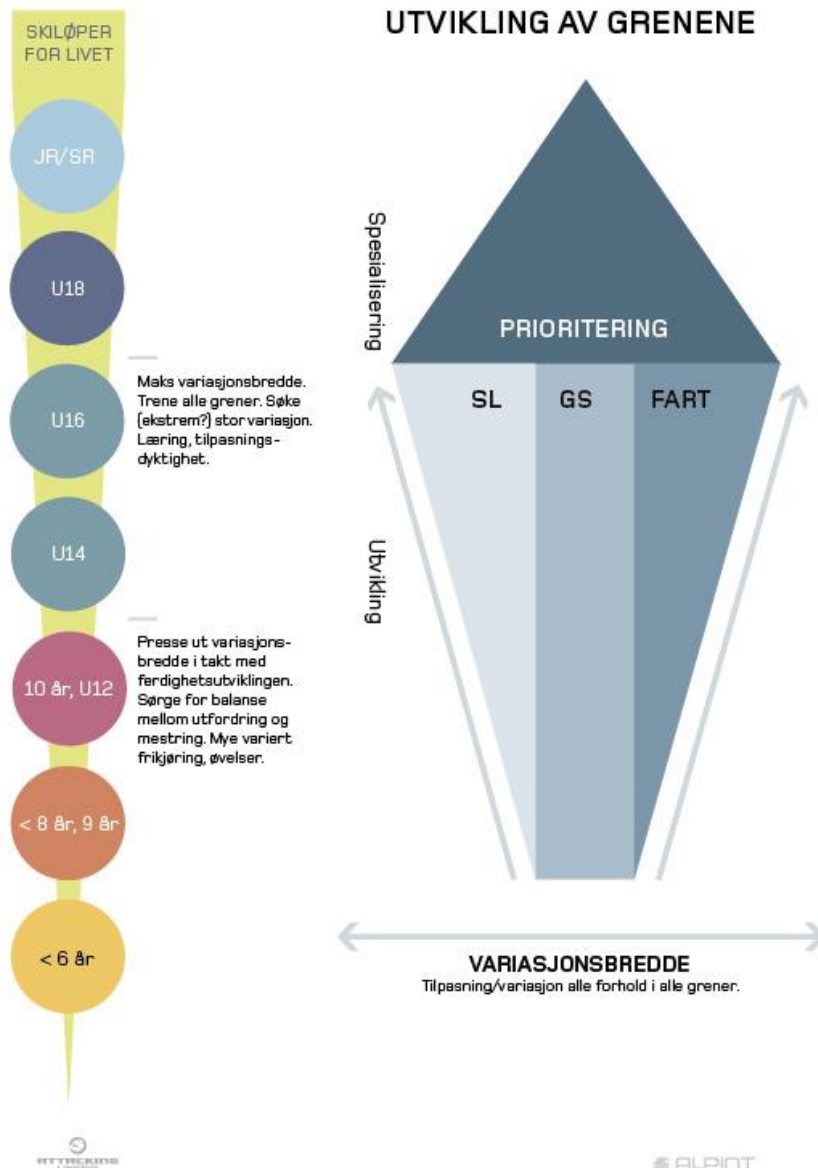 SKILØPER
FOR LIVET
JR/SR
U18
U16
U14
10 år, U12
< 8 år, 9 år
< 6 år
Maks variasjonsbredde.
Trene alle grener. Søke
(ekstrem?) stor variasjon.
Læring, tilpasnings-
dyktighet.
Presse ut variasjons-
bredde i takt med
ferdighetsutviklingen.
Sørge for balanse
mellom utfordring og
mestring. Mye variert
frikjøring, øvelser.
UTVIKLING AV GRENENE
Spesialisering
PRIORITERING
SL GS FART
Utvikling
VARIASJONSBREDDE
Tilpasning/variasjon alle forhold i alle grener.
ATTACKING
ALPINT